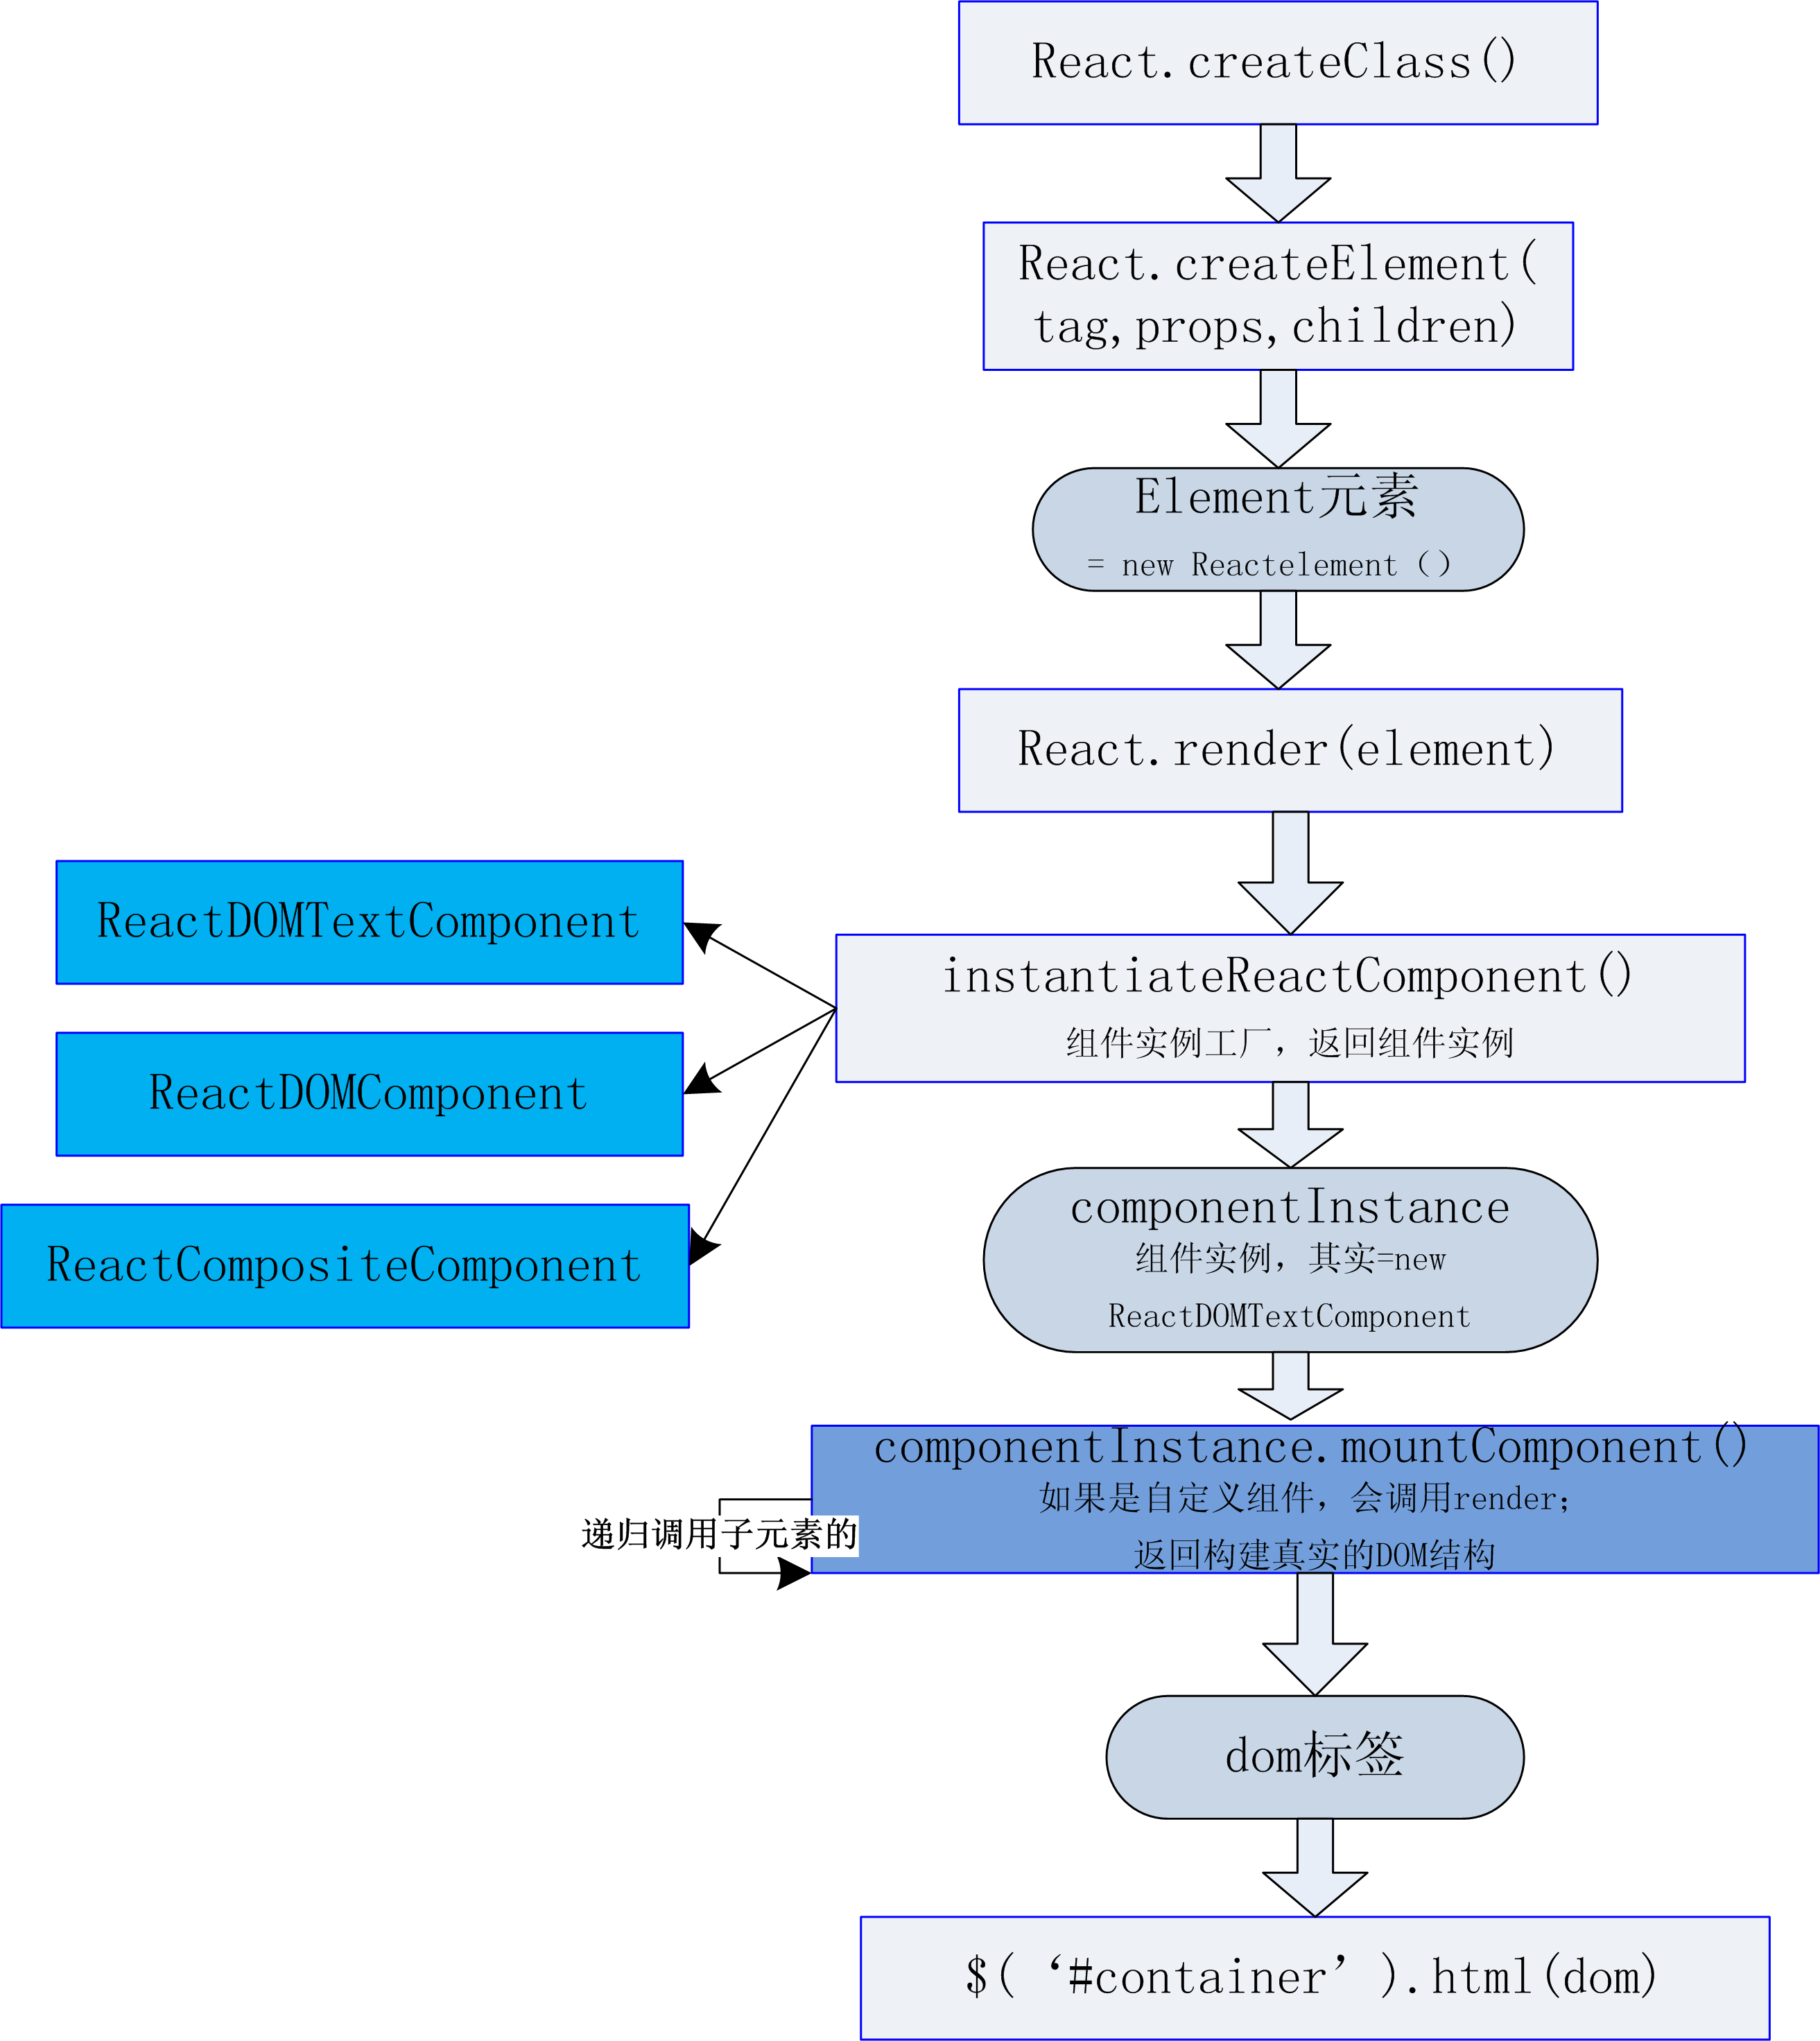 React.createClass()
React.createElement(
tag,props,children)
Element元素
= new Reactelement（）
React.render(element)
ReactDOMTextComponent
instantiateReactComponent()
组件实例工厂，返回组件实例
ReactDOMComponent
ReactCompositeComponent
componentInstance
组件实例，其实=new
ReactDOMTextComponent
componentInstance.mountComponent()
如果是自定义组件，会调用render；
递归调用子元素的
返回构建真实的DOM结构
dom标签
$(‘#container’).html(dom)